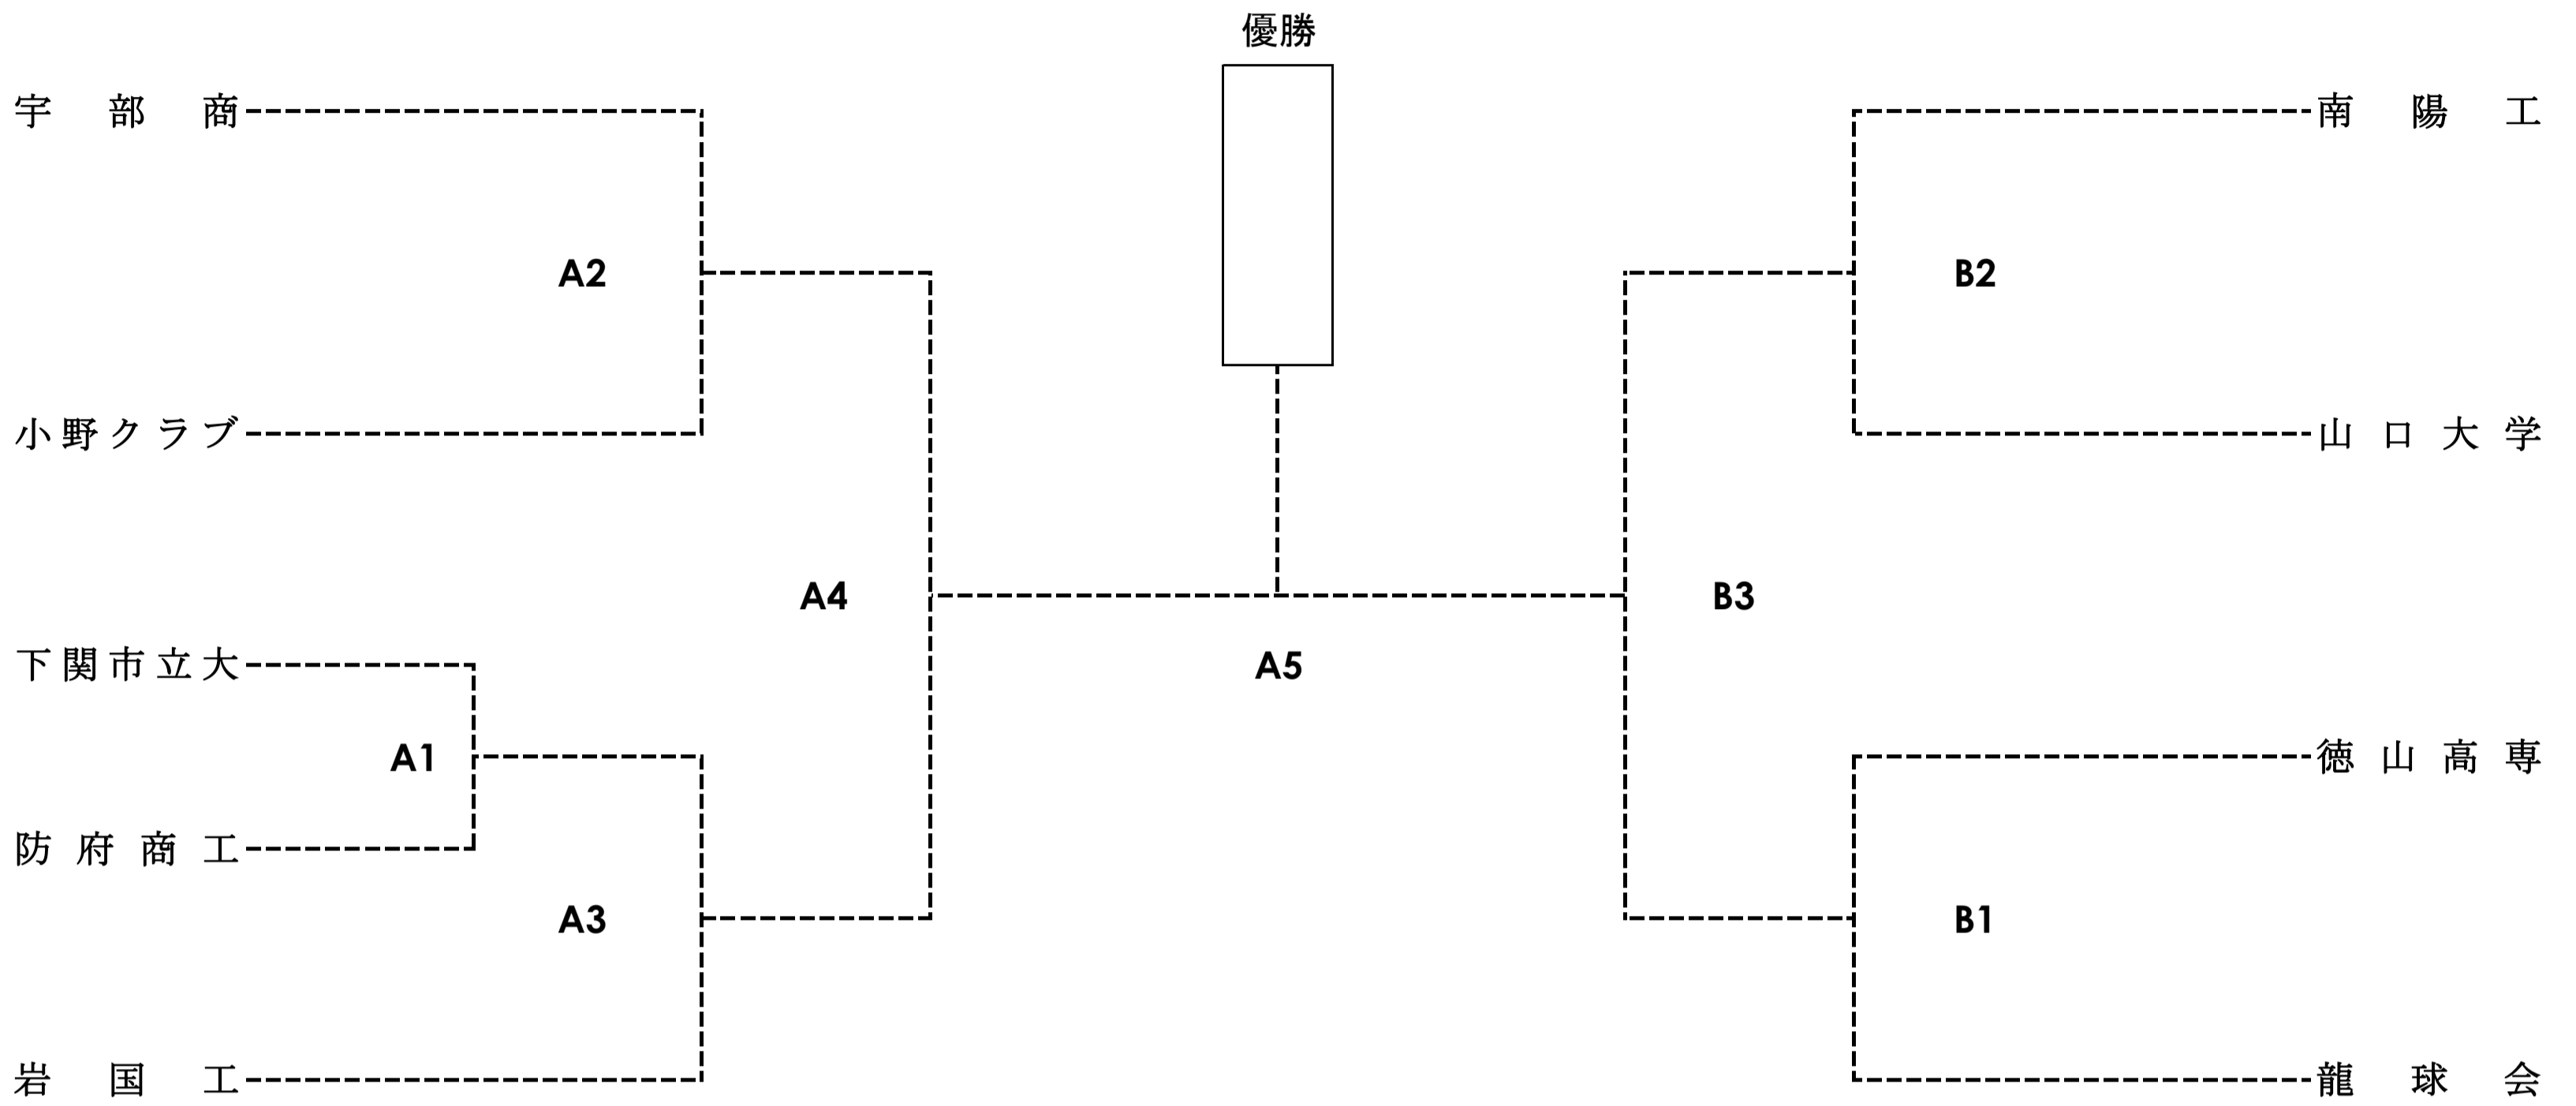 優勝
宇部商
南陽工
A2
B2
小野クラブ
山口大学
A4
B3
下関市立大
A5
A1
徳山高専
防府商工
A3
B1
岩国工
龍球会